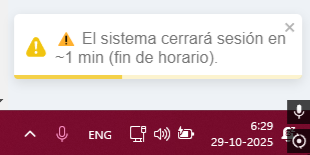 ⚠️ El sistema cerrará sesión en
~1 min (fin de horario).
ENG
6:29
29-10-2025